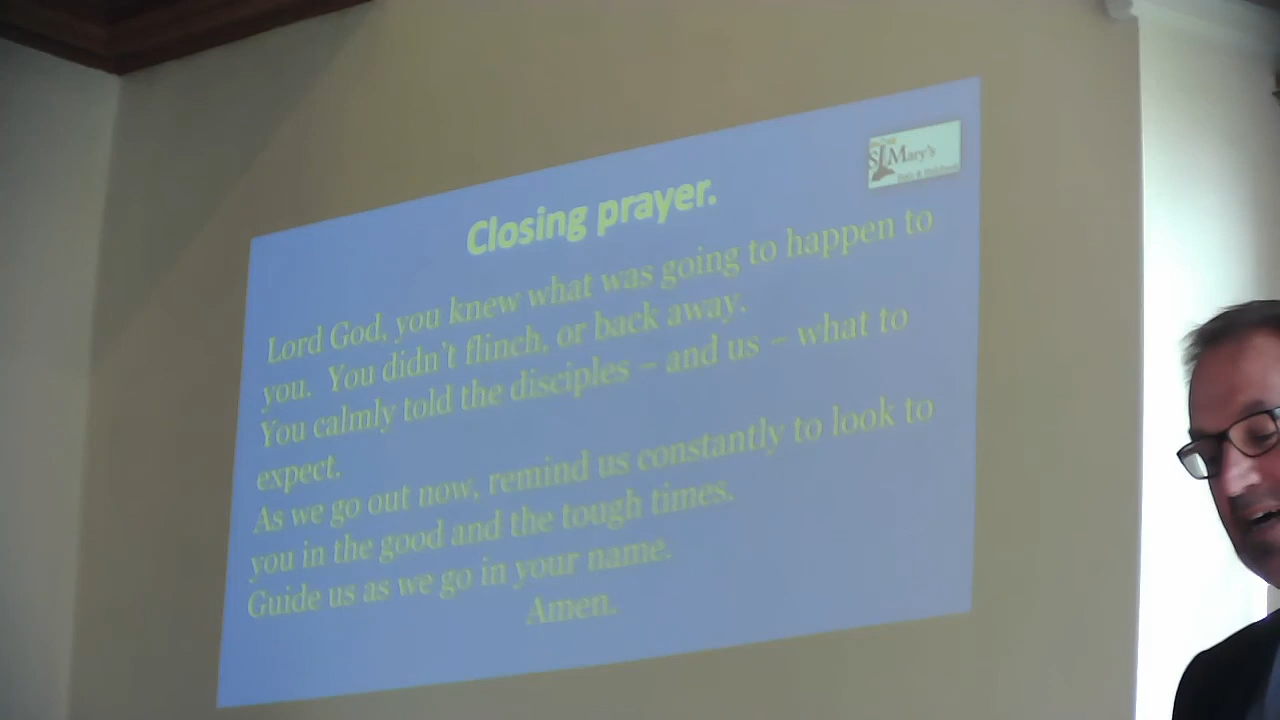 St Mary's
Closing prayer.
Lord God, you knew what was going to happen to
you. You didn't flinch, or back away.
You calmly told the disciples – and us – what to
expect.
As we go out now, remind us constantly to look to
you in the good and the tough times.
Guide us as we go in your name.
Amen.